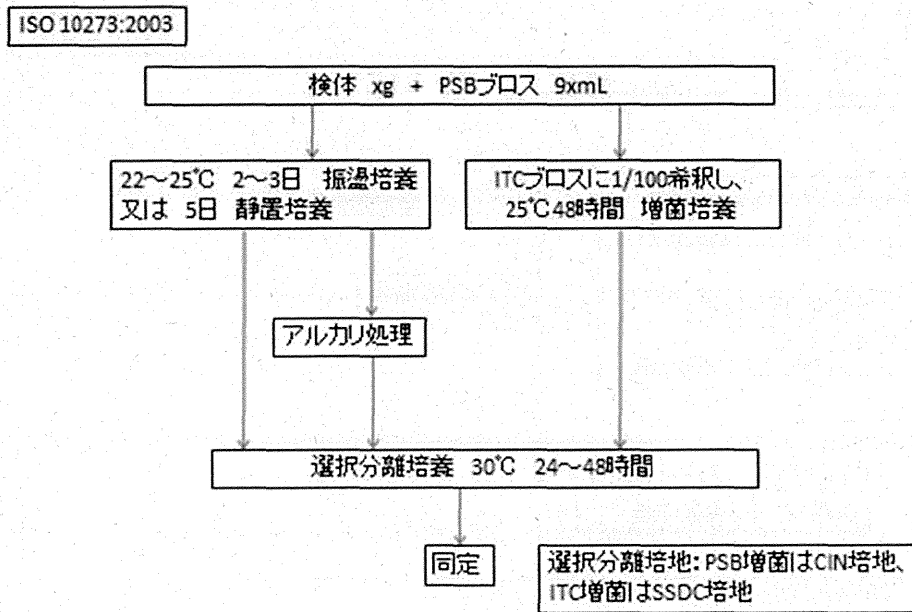 ISO 10273:2003
検体 xg + PSBブロス 9xmL
22～25℃ 2～3日 振盪培養
又は 5日 静置培養
ITCブロスに1/100希釈し、
25℃48時間 増菌培養
アルカリ処理
選択分離培養 30℃ 24～48時間
同定
選択分離培地：PSB増菌はCIN培地、
ITC増菌はSSDC培地